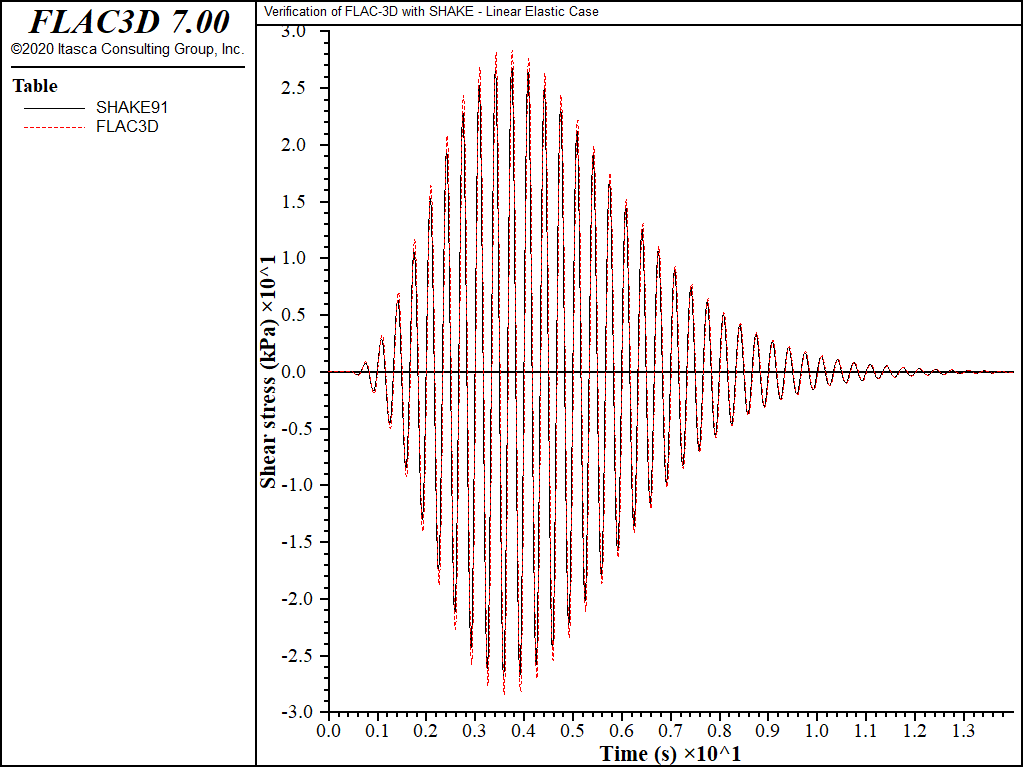 FLAC3D 7.00
©2020 Itasca Consulting Group, Inc.
Table
SHAKE91
FLAC3D
Verification of FLAC-3D with SHAKE - Linear Elastic Case
3.0
2.5
2.0
1.5
1.0
0.5
0.0
-0.5
-1.0
-1.5
-2.0
-2.5
-3.0
Shear stress (kPa) ×10^1
0.0 0.1 0.2 0.3 0.4 0.5 0.6 0.7 0.8 0.9 1.0 1.1 1.2 1.3
Time (s) ×10^1